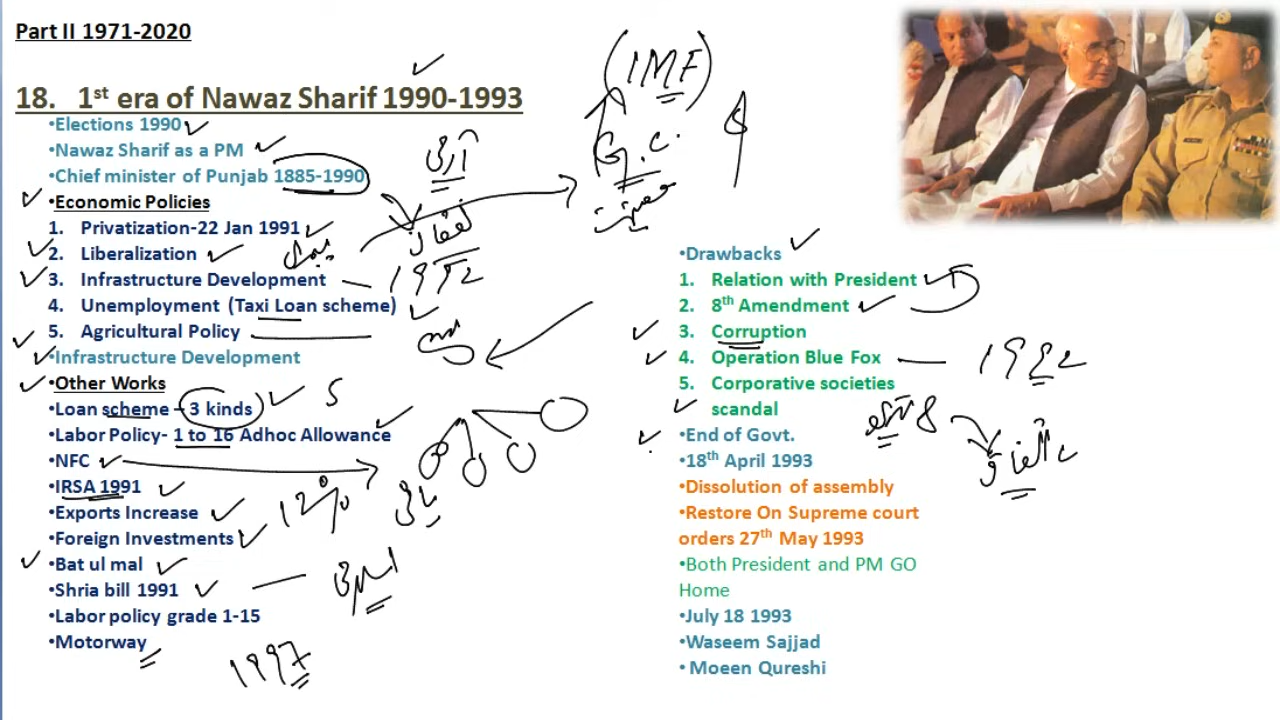 Part II 1971-2020
18. 1st era of Nawaz Sharif 1990-1993
•Elections 1990
•Nawaz Sharif as a PM
•Chief minister of Punjab 1885-1990
•Economic Policies
1. Privatization-22 Jan 1991
2. Liberalization
3. Infrastructure Development
4. Unemployment (Taxi Loan scheme)
5. Agricultural Policy
•Infrastructure Development
•Other Works
•Loan scheme – 3 kinds
•Labor Policy- 1 to 16 Adhoc Allowance
•NFC
•IRSA 1991
•Exports Increase
•Foreign Investments
•Bat ul mal
•Shria bill 1991
•Labor policy grade 1-15
•Motorway
(IMF)
G.C.
12%
•Drawbacks
1. Relation with President
2. 8th Amendment
3. Corruption
4. Operation Blue Fox
5. Corporative societies
scandal
•End of Govt.
•18th April 1993
•Dissolution of assembly
•Restore On Supreme court
orders 27th May 1993
•Both President and PM GO
Home
•July 18 1993
•Waseem Sajjad
•Moeen Qureshi